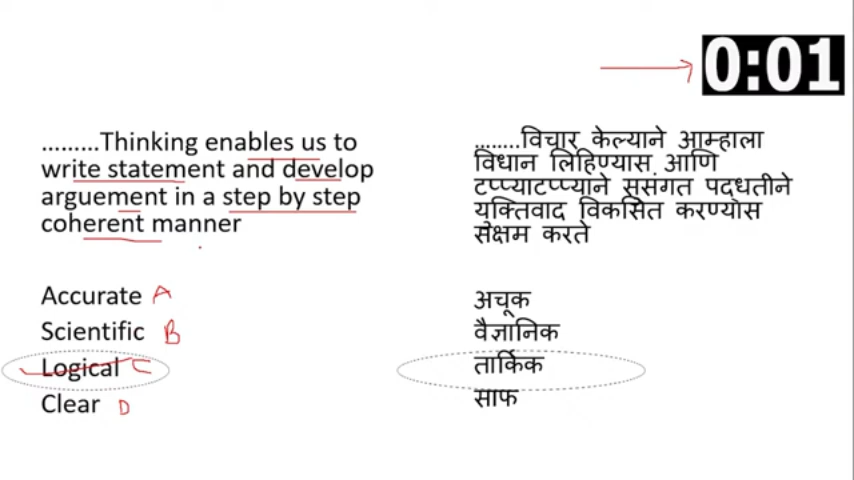 0:01
.........Thinking enables us to
write statement and develop
arguement in a step by step
coherent manner
Accurate A
Scientific B
Logical C
Clear D
........विचार केल्याने आम्हाला
विधान लिहिण्यास. आणि
टप्प्याटप्प्याने सुसंगत पद्धतीने
युक्तिवाद विकसित करण्यास
सक्षम करते
अचूक
वैज्ञानिक
तार्किक
साफ